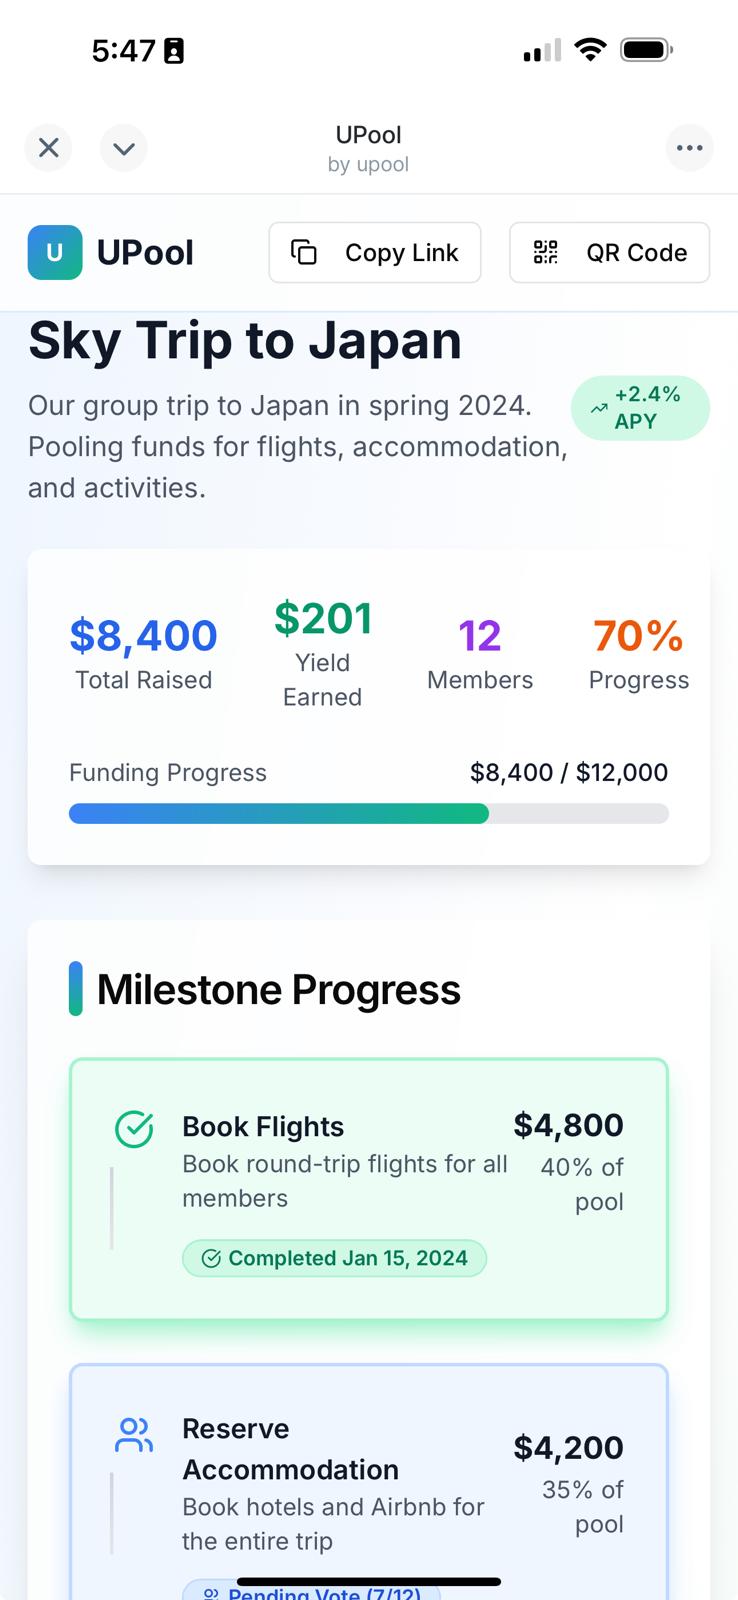 5:47
UPool
by upool
U UPool
Copy Link
QR Code
Sky Trip to Japan
Our group trip to Japan in spring 2024.
Pooling funds for flights, accommodation,
and activities.
+2.4%
APY
$8,400
Total Raised
$201
Yield
Earned
12
Members
70%
Progress
Funding Progress
$8,400 / $12,000
Milestone Progress
Book Flights
Book round-trip flights for all
members
Completed Jan 15, 2024
$4,800
40% of
pool
Reserve
Accommodation
Book hotels and Airbnb for
the entire trip
Pending Vote (7/12)
$4,200
35% of
pool